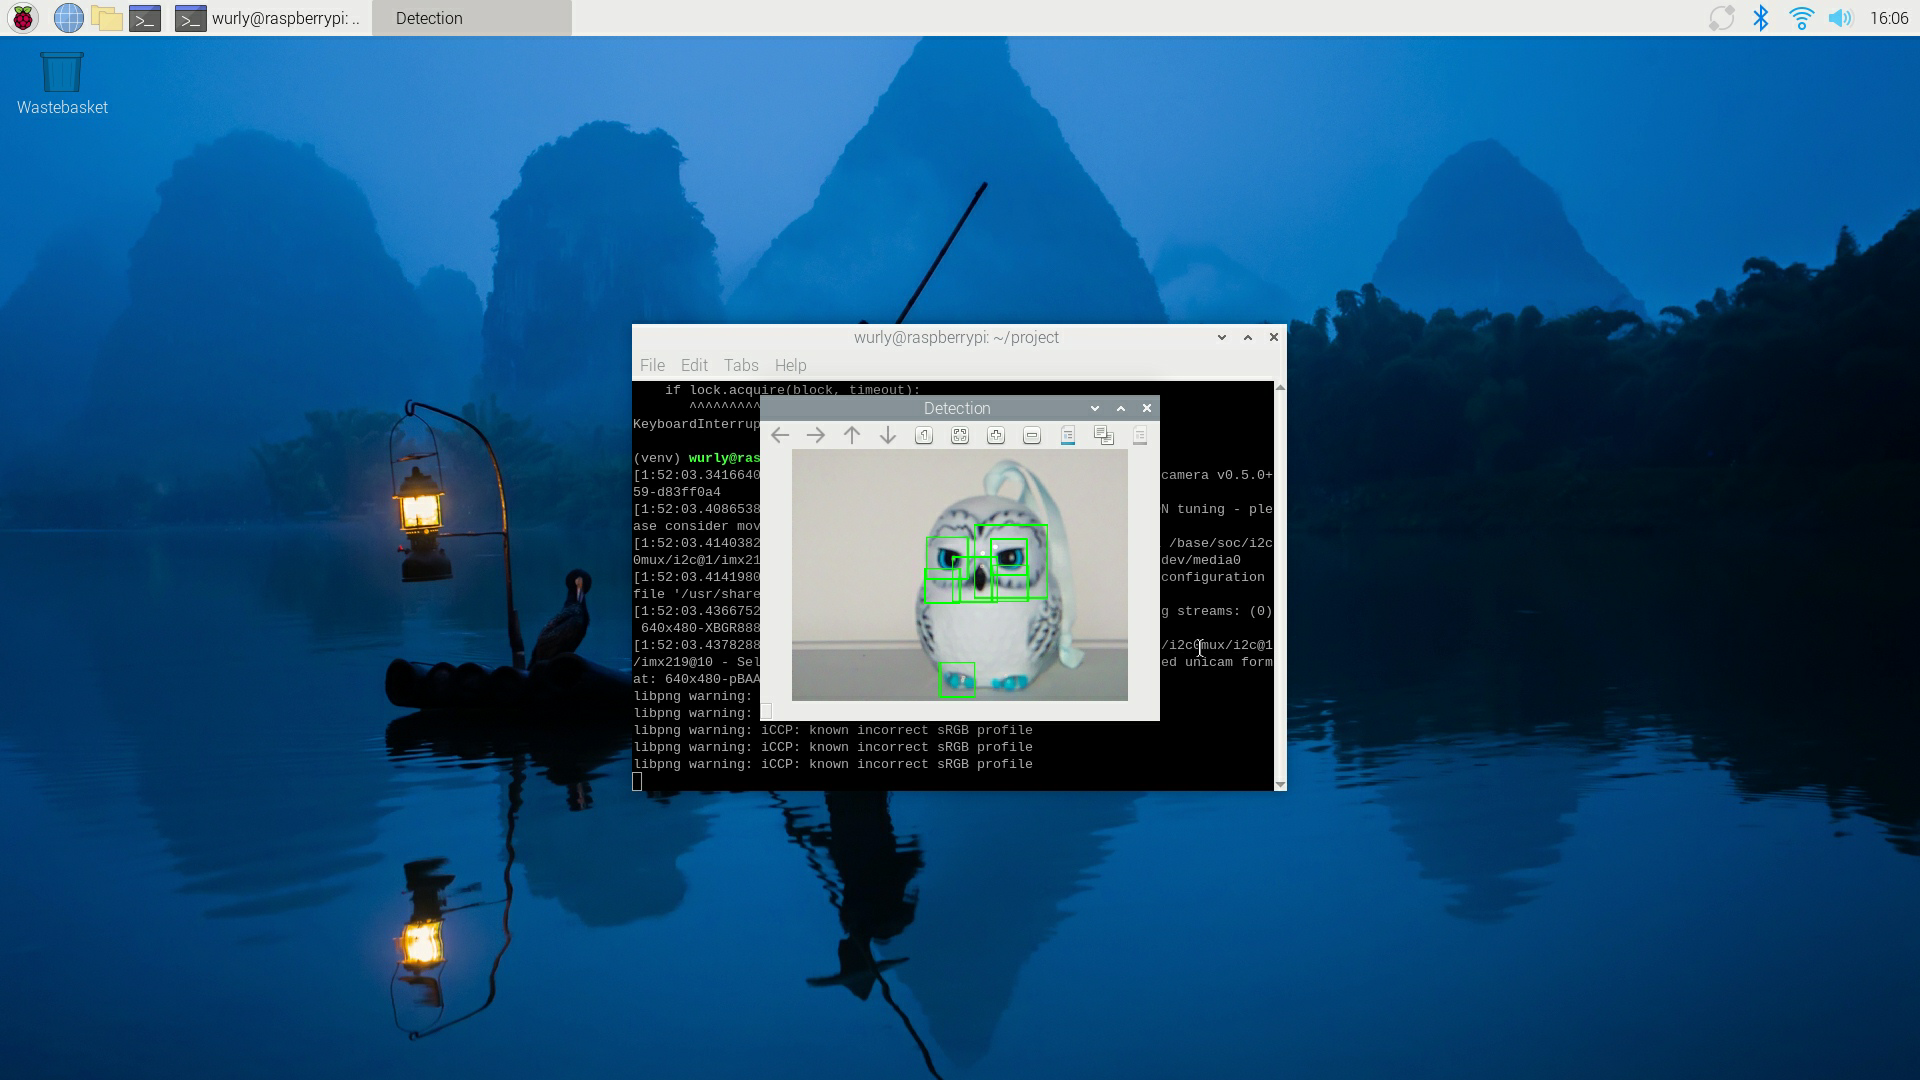 wurly@raspberrypi: ..
Detection
16:06
Wastebasket
wurly@raspberrypi: ~/project
File Edit Tabs Help
if lock.acquire(block, timeout):
^^^^^^^^^
KeyboardInterrup
Detection
(venv) wurly@ras
[1:52:03.3416640 camera v0.5.0+
59-d83ff0a4
[1:52:03.4086538 N tuning - ple
ase consider mov
[1:52:03.4140382 /base/soc/i2c
0mux/i2c@1/imx21 dev/media0
[1:52:03.4141980 configuration
file '/usr/share
[1:52:03.4366752 g streams: (0)
640x480-XBGR888
[1:52:03.4378288 /i2c0mux/i2c@1
/imx219@10 - Sel ed unicam form
at: 640x480-pBAA
libpng warning:
libpng warning:
libpng warning: iCCP: known incorrect sRGB profile
libpng warning: iCCP: known incorrect sRGB profile
libpng warning: iCCP: known incorrect sRGB profile